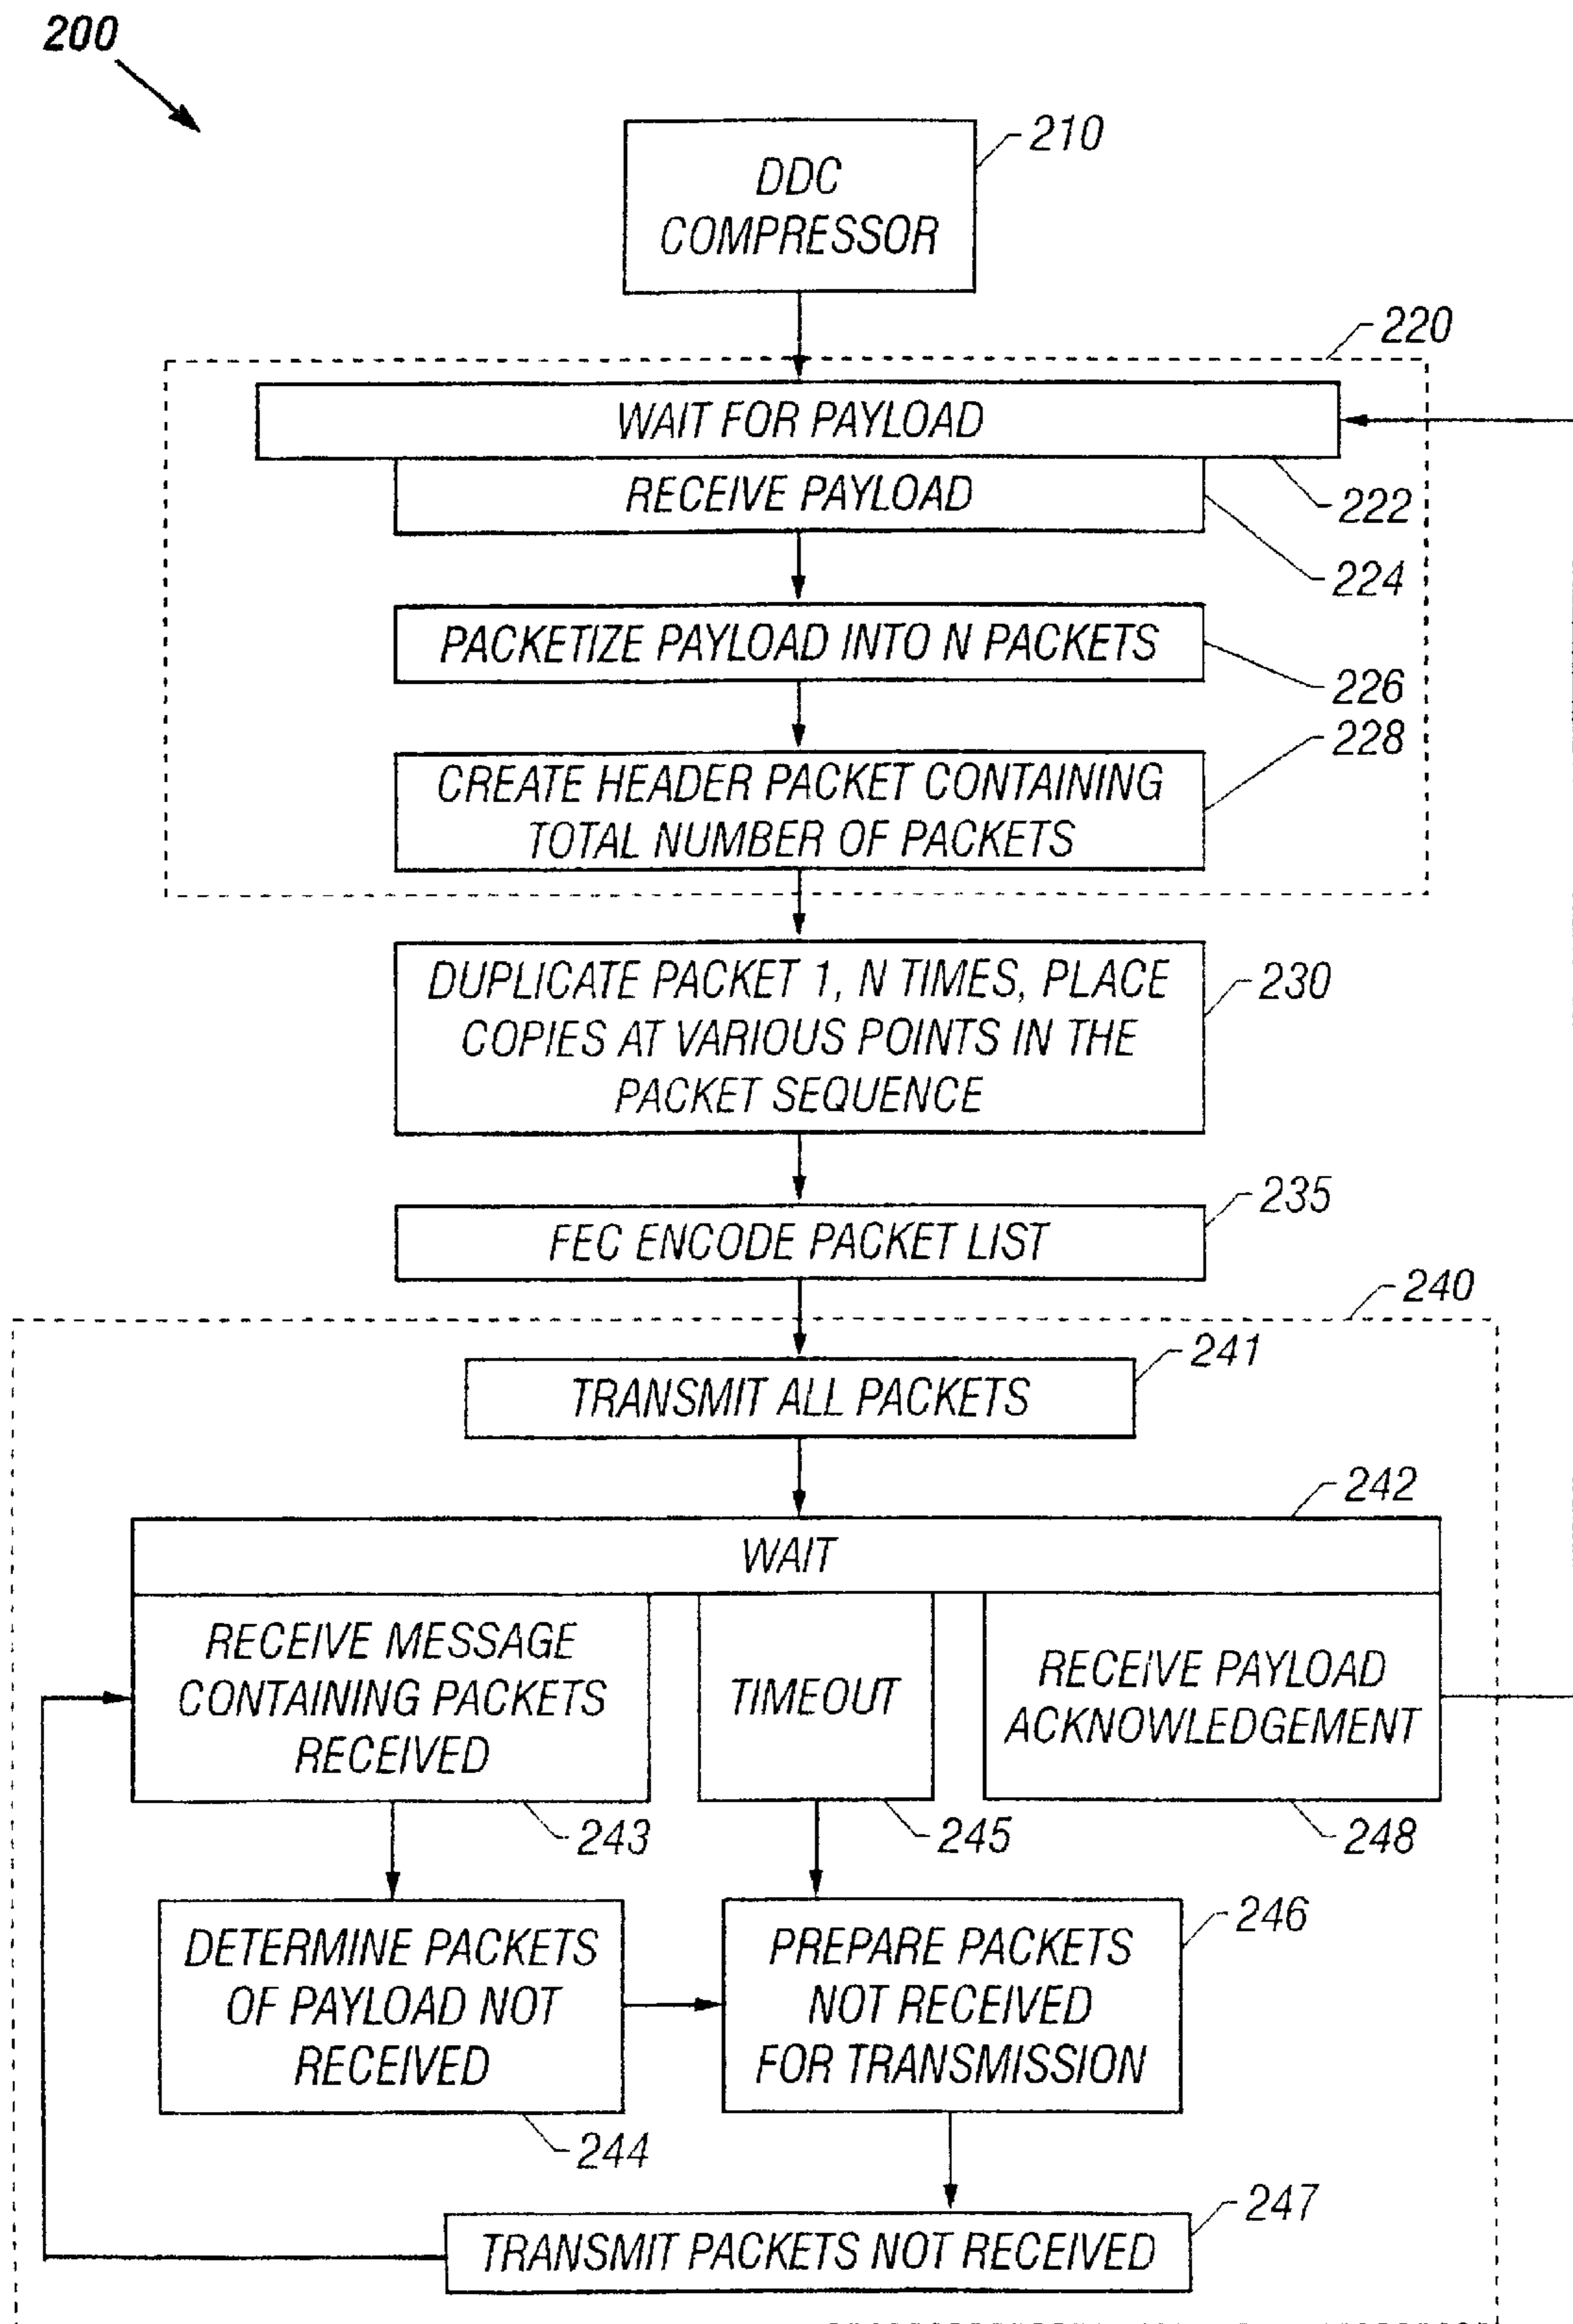 200
DDC
COMPRESSOR
210
220
WAIT FOR PAYLOAD
222
RECEIVE PAYLOAD
224
PACKETIZE PAYLOAD INTO N PACKETS
226
228
CREATE HEADER PACKET CONTAINING
TOTAL NUMBER OF PACKETS
DUPLICATE PACKET 1, N TIMES, PLACE
COPIES AT VARIOUS POINTS IN THE
PACKET SEQUENCE
230
FEC ENCODE PACKET LIST
235
240
TRANSMIT ALL PACKETS
241
242
WAIT
RECEIVE MESSAGE
CONTAINING PACKETS
RECEIVED
243
TIMEOUT
245
RECEIVE PAYLOAD
ACKNOWLEDGEMENT
248
DETERMINE PACKETS
OF PAYLOAD NOT
RECEIVED
244
PREPARE PACKETS
NOT RECEIVED
FOR TRANSMISSION
246
TRANSMIT PACKETS NOT RECEIVED
247